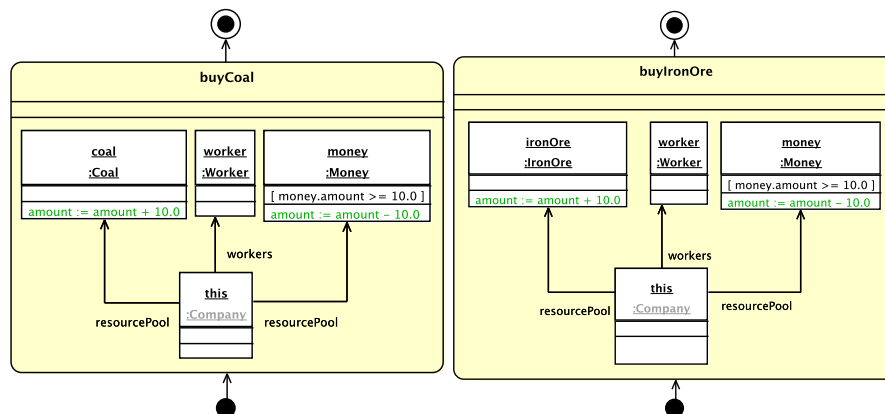 buyCoal
coal
:Coal
amount := amount + 10.0
worker
:Worker
money
:Money
[ money.amount >= 10.0 ]
amount := amount – 10.0
workers
this
:Company
resourcePool
resourcePool
buyIronOre
ironOre
:IronOre
amount := amount + 10.0
worker
:Worker
money
:Money
[ money.amount >= 10.0 ]
amount := amount – 10.0
workers
this
:Company
resourcePool
resourcePool